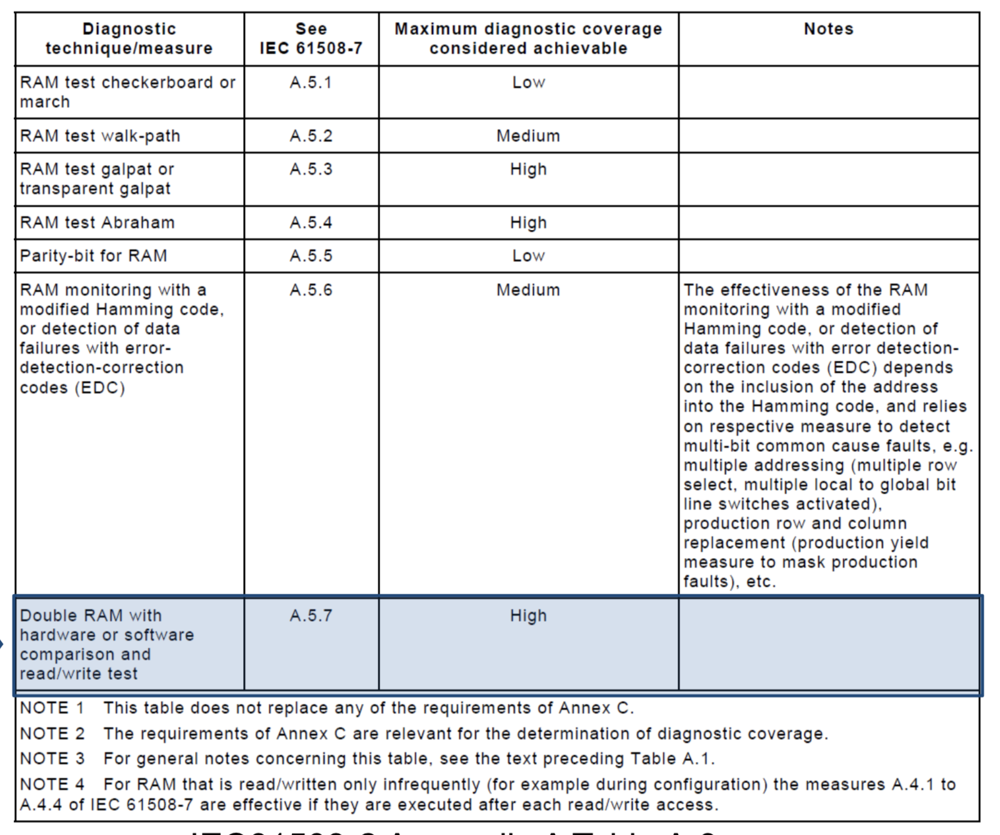 Diagnostic
technique/measure
See
IEC 61508-7
Maximum diagnostic coverage
considered achievable
Notes
RAM test checkerboard or
march
A.5.1
Low
RAM test walk-path
A.5.2
Medium
RAM test galpat or
transparent galpat
A.5.3
High
RAM test Abraham
A.5.4
High
Parity-bit for RAM
A.5.5
Low
RAM monitoring with a
modified Hamming code,
or detection of data
failures with error-
detection-correction
codes (EDC)
A.5.6
Medium
The effectiveness of the RAM
monitoring with a modified
Hamming code, or detection of
data failures with error detection-
correction codes (EDC) depends
on the inclusion of the address
into the Hamming code, and relies
on respective measure to detect
multi-bit common cause faults, e.g.
multiple addressing (multiple row
select, multiple local to global bit
line switches activated),
production row and column
replacement (production yield
measure to mask production
faults), etc.
Double RAM with
hardware or software
comparison and
read/write test
A.5.7
High
NOTE 1 This table does not replace any of the requirements of Annex C.
NOTE 2 The requirements of Annex C are relevant for the determination of diagnostic coverage.
NOTE 3 For general notes concerning this table, see the text preceding Table A.1.
NOTE 4 For RAM that is read/written only infrequently (for example during configuration) the measures A.4.1 to
A.4.4 of IEC 61508-7 are effective if they are executed after each read/write access.